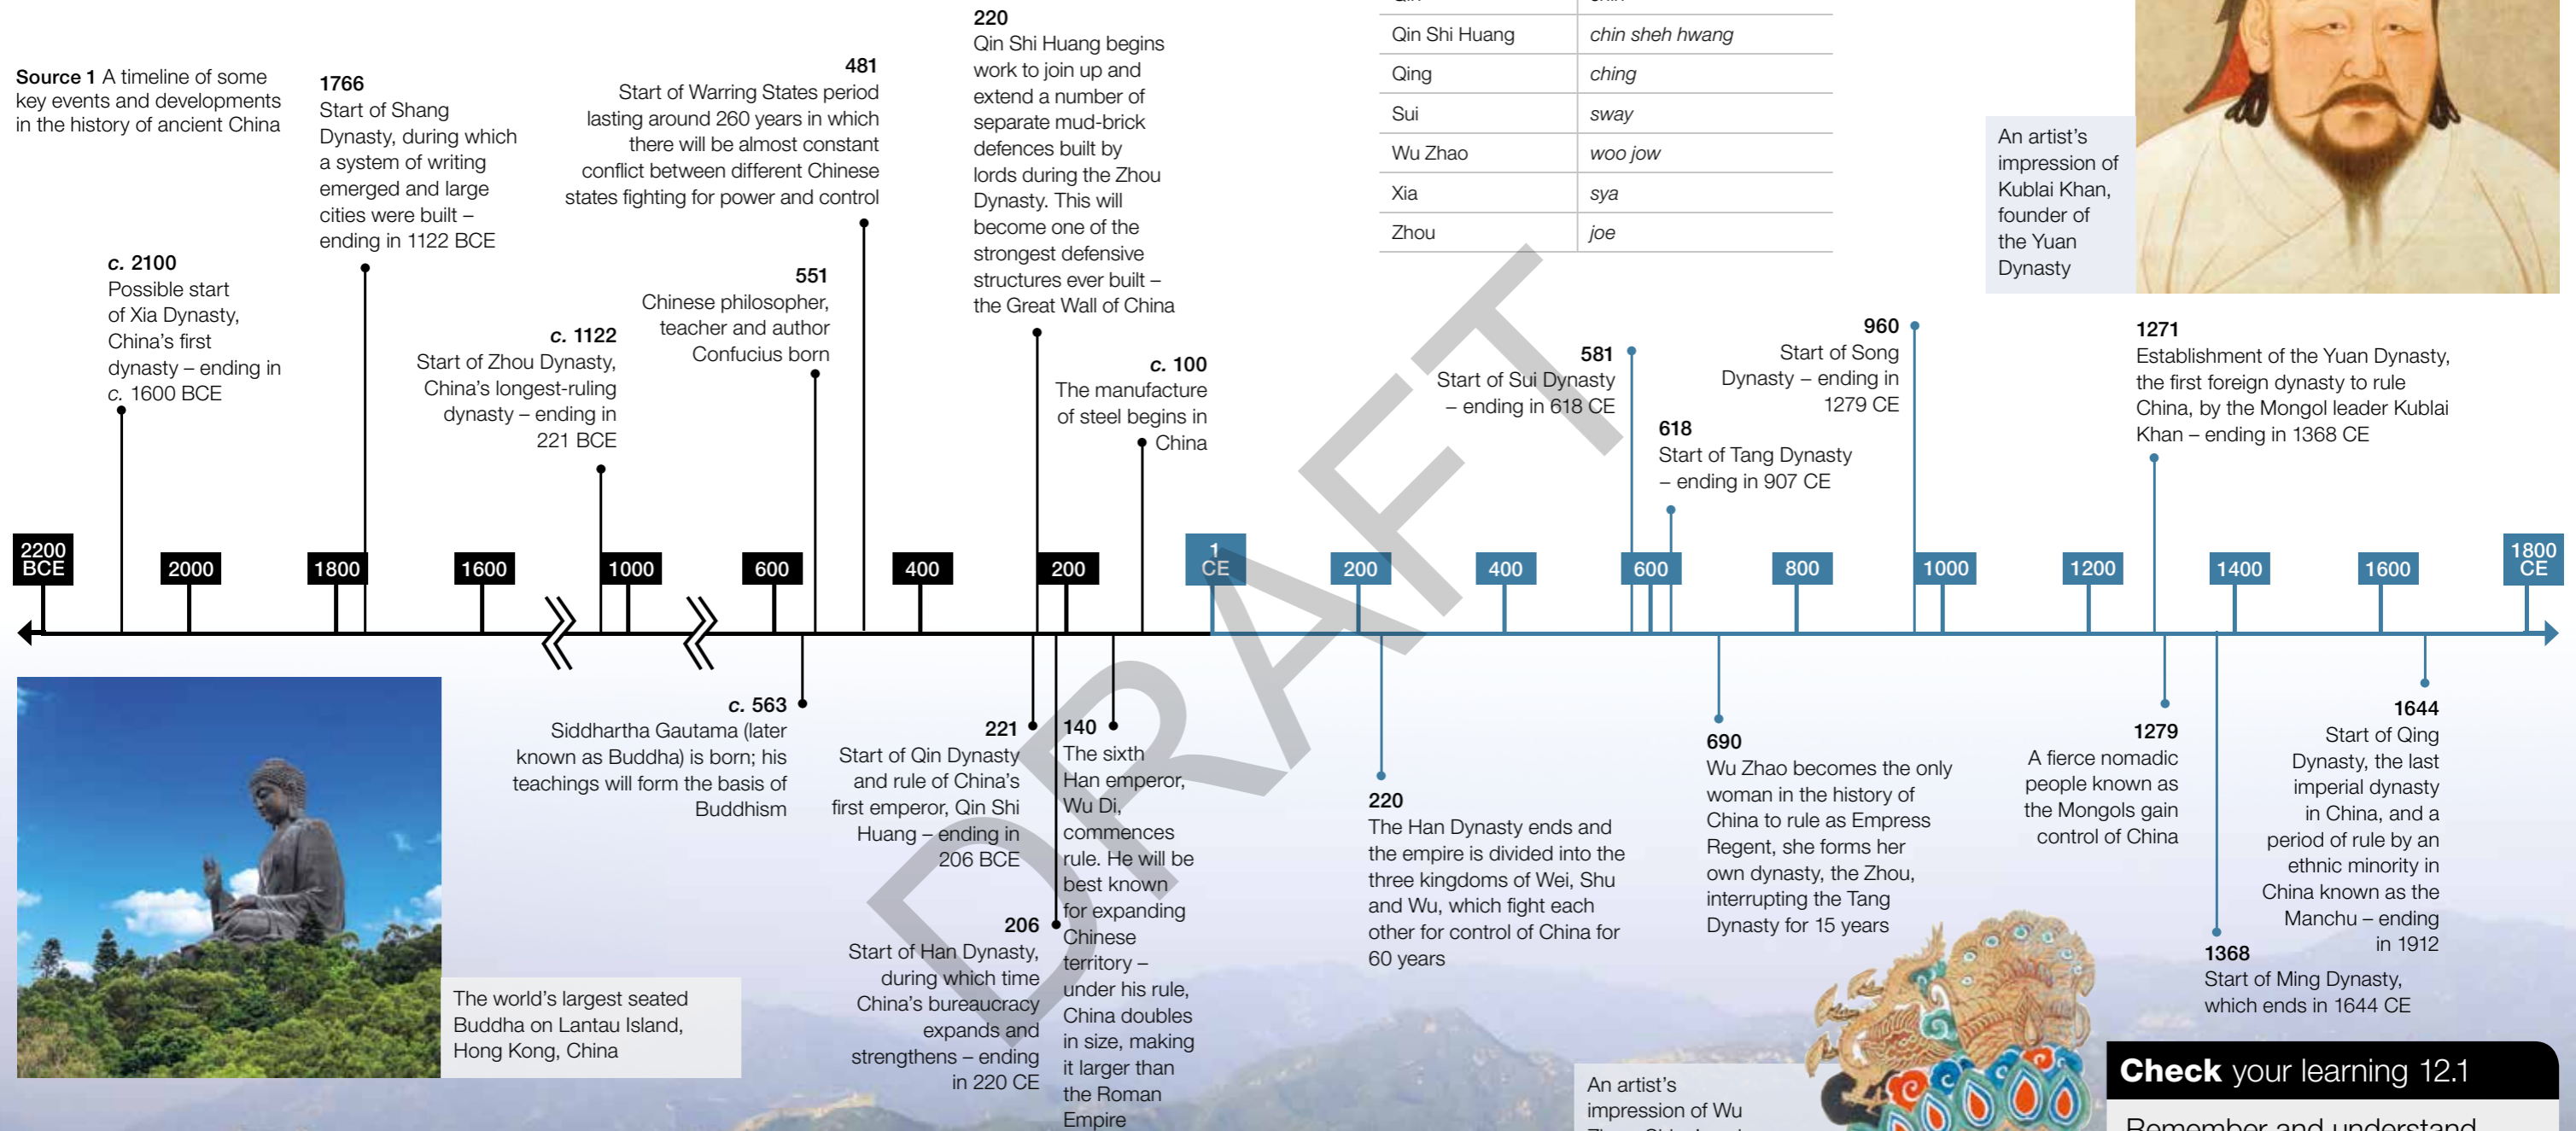 Source 1 A timeline of some
key events and developments
in the history of ancient China
c. 2100
Possible start
of Xia Dynasty,
China's first
dynasty – ending in
c. 1600 BCE
1766
Start of Shang
Dynasty, during which
a system of writing
emerged and large
cities were built –
ending in 1122 BCE
c. 1122
Start of Zhou Dynasty,
China's longest-ruling
dynasty – ending in
221 BCE
481
Start of Warring States period
lasting around 260 years in which
there will be almost constant
conflict between different Chinese
states fighting for power and control
551
Chinese philosopher,
teacher and author
Confucius born
220
Qin Shi Huang begins
work to join up and
extend a number of
separate mud-brick
defences built by
lords during the Zhou
Dynasty. This will
become one of the
strongest defensive
structures ever built –
the Great Wall of China
c. 100
The manufacture
of steel begins in
China
Qin Shi Huang chin sheh hwang
Qing ching
Sui sway
Wu Zhao woo jow
Xia sya
Zhou joe
An artist's
impression of
Kublai Khan,
founder of
the Yuan
Dynasty
581
Start of Sui Dynasty
– ending in 618 CE
618
Start of Tang Dynasty
– ending in 907 CE
960
Start of Song
Dynasty – ending in
1279 CE
1271
Establishment of the Yuan Dynasty,
the first foreign dynasty to rule
China, by the Mongol leader Kublai
Khan – ending in 1368 CE
2200
BCE
2000
1800
1600
1000
600
400
200
1
CE
200
400
600
800
1000
1200
1400
1600
1800
CE
DRAFT
c. 563
Siddhartha Gautama (later
known as Buddha) is born; his
teachings will form the basis of
Buddhism
221
Start of Qin Dynasty
and rule of China's
first emperor, Qin Shi
Huang – ending in
206 BCE
206
Start of Han Dynasty,
during which time
China's bureaucracy
expands and
strengthens – ending
in 220 CE
140
The sixth
Han emperor,
Wu Di,
commences
rule. He will be
best known
for expanding
Chinese
territory –
under his rule,
China doubles
in size, making
it larger than
the Roman
Empire
220
The Han Dynasty ends and
the empire is divided into the
three kingdoms of Wei, Shu
and Wu, which fight each
other for control of China for
60 years
690
Wu Zhao becomes the only
woman in the history of
China to rule as Empress
Regent, she forms her
own dynasty, the Zhou,
interrupting the Tang
Dynasty for 15 years
1279
A fierce nomadic
people known as
the Mongols gain
control of China
1368
Start of Ming Dynasty,
which ends in 1644 CE
1644
Start of Qing
Dynasty, the last
imperial dynasty
in China, and a
period of rule by an
ethnic minority in
China known as the
Manchu – ending
in 1912
The world's largest seated
Buddha on Lantau Island,
Hong Kong, China
An artist's
impression of Wu
Check your learning 12.1
Remember and understand